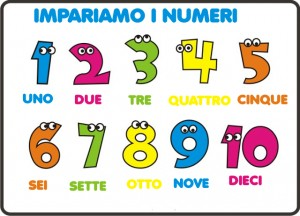 IMPARIAMO I NUMERI
1 2 3 4 5
UNO DUE TRE QUATTRO CINQUE
6 7 8 9 10
SEI SETTE OTTO NOVE DIECI